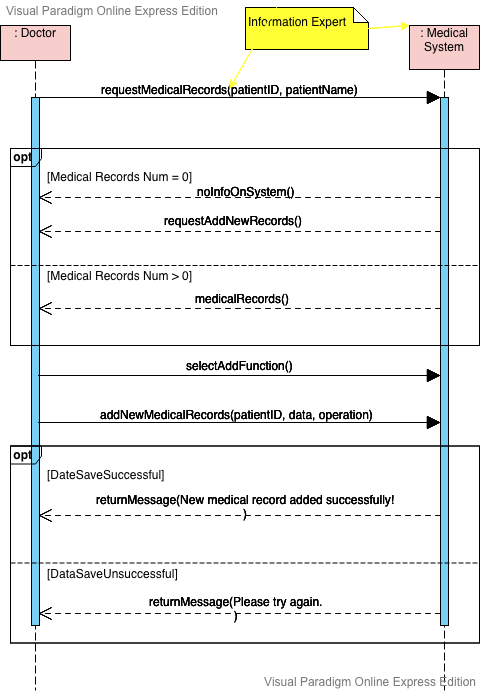 Visual Paradigm Online Express Edition
Information Expert
: Doctor
: Medical
System
requestMedicalRecords(patientID, patientName)
opt
[Medical Records Num = 0]
noInfoOnSystem()
requestAddNewRecords()
[Medical Records Num > 0]
medicalRecords()
selectAddFunction()
addNewMedicalRecords(patientID, data, operation)
opt
[DateSaveSuccessful]
returnMessage(New medical record added successfully!
)
[DataSaveUnsuccessful]
returnMessage(Please try again.
)
Visual Paradigm Online Express Edition